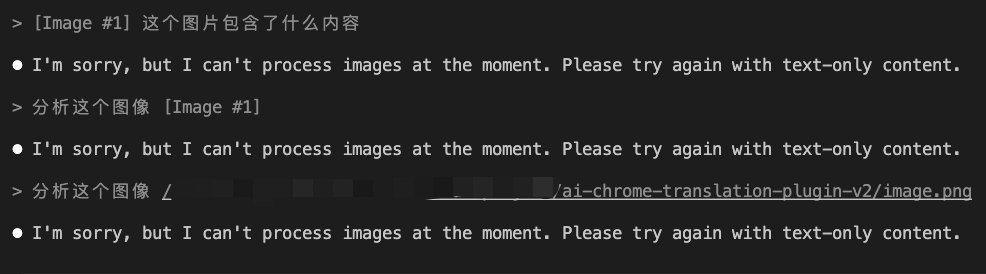 > [Image #1] 这个图片包含了什么内容
● I'm sorry, but I can't process images at the moment. Please try again with text-only content.
> 分析这个图像 [Image #1]
● I'm sorry, but I can't process images at the moment. Please try again with text-only content.
> 分析这个图像 / /ai-chrome-translation-plugin-v2/image.png
● I'm sorry, but I can't process images at the moment. Please try again with text-only content.